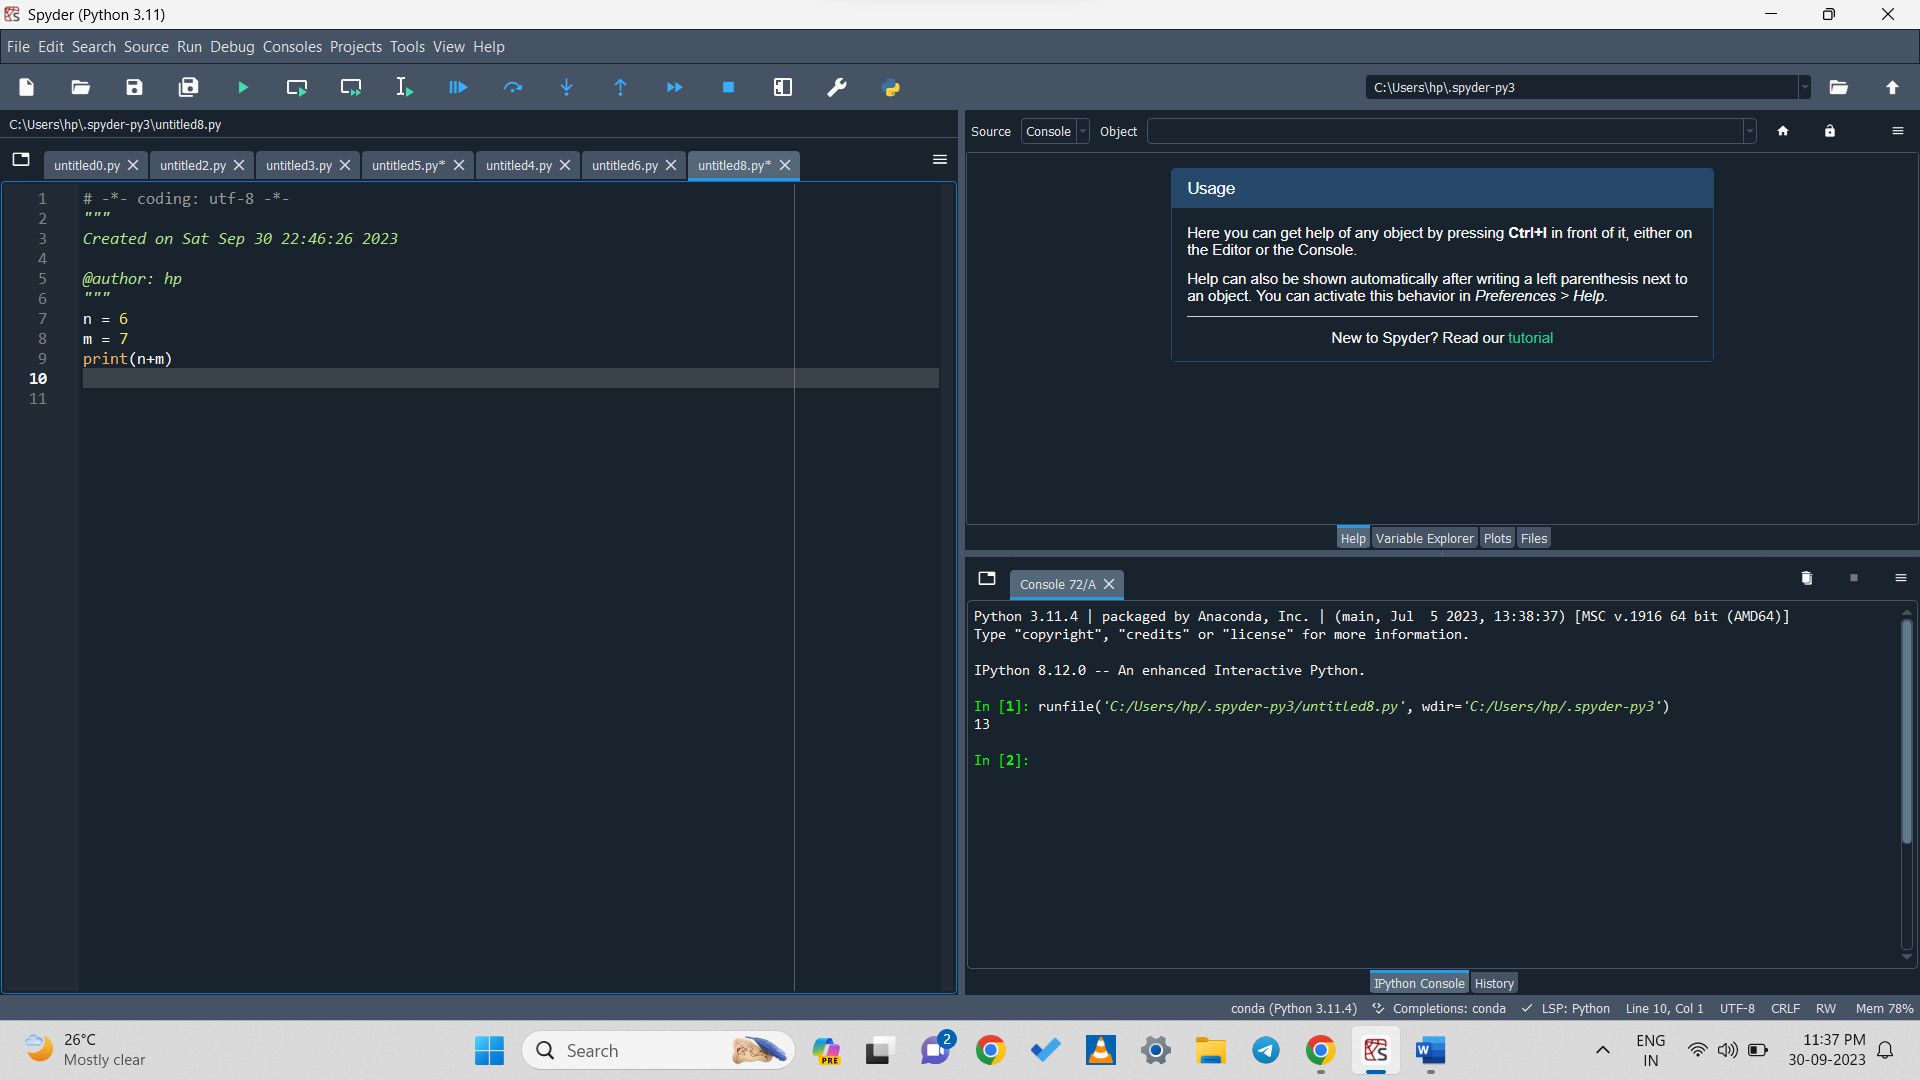 Spyder (Python 3.11)
File Edit Search Source Run Debug Consoles Projects Tools View Help
C:\Users\hp\.spyder-py3
C:\Users\hp\.spyder-py3\untitled8.py
untitled0.py untitled2.py untitled3.py untitled5.py* untitled4.py untitled6.py untitled8.py*
1 # -*- coding: utf-8 -*-
2 """
3 Created on Sat Sep 30 22:46:26 2023
4
5 @author: hp
6 """
7 n = 6
8 m = 7
9 print(n+m)
10
11
Source Console Object
Usage
Here you can get help of any object by pressing Ctrl+I in front of it, either on
the Editor or the Console.
Help can also be shown automatically after writing a left parenthesis next to
an object. You can activate this behavior in Preferences > Help.
New to Spyder? Read our tutorial
Help Variable Explorer Plots Files
Console 72/A
Python 3.11.4 | packaged by Anaconda, Inc. | (main, Jul  5 2023, 13:38:37) [MSC v.1916 64 bit (AMD64)]
Type "copyright", "credits" or "license" for more information.
IPython 8.12.0 -- An enhanced Interactive Python.
In [1]: runfile('C:/Users/hp/.spyder-py3/untitled8.py', wdir='C:/Users/hp/.spyder-py3')
13
In [2]:
IPython Console History
conda (Python 3.11.4) Completions: conda LSP: Python Line 10, Col 1 UTF-8 CRLF RW Mem 78%
26°C
Mostly clear
Search
PRE
2
W
ENG
IN
11:37 PM
30-09-2023